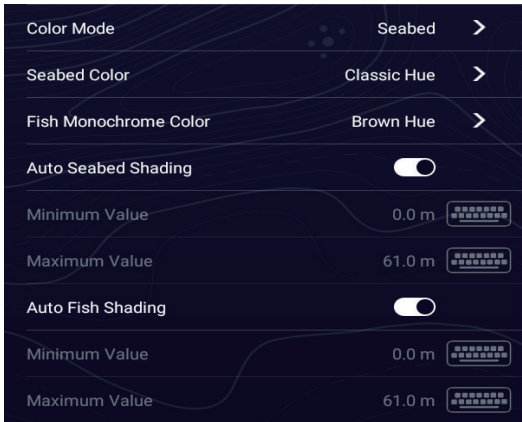 Color Mode Seabed
Seabed Color Classic Hue
Fish Monochrome Color Brown Hue
Auto Seabed Shading
Minimum Value 0.0 m
Maximum Value 61.0 m
Auto Fish Shading
Minimum Value 0.0 m
Maximum Value 61.0 m